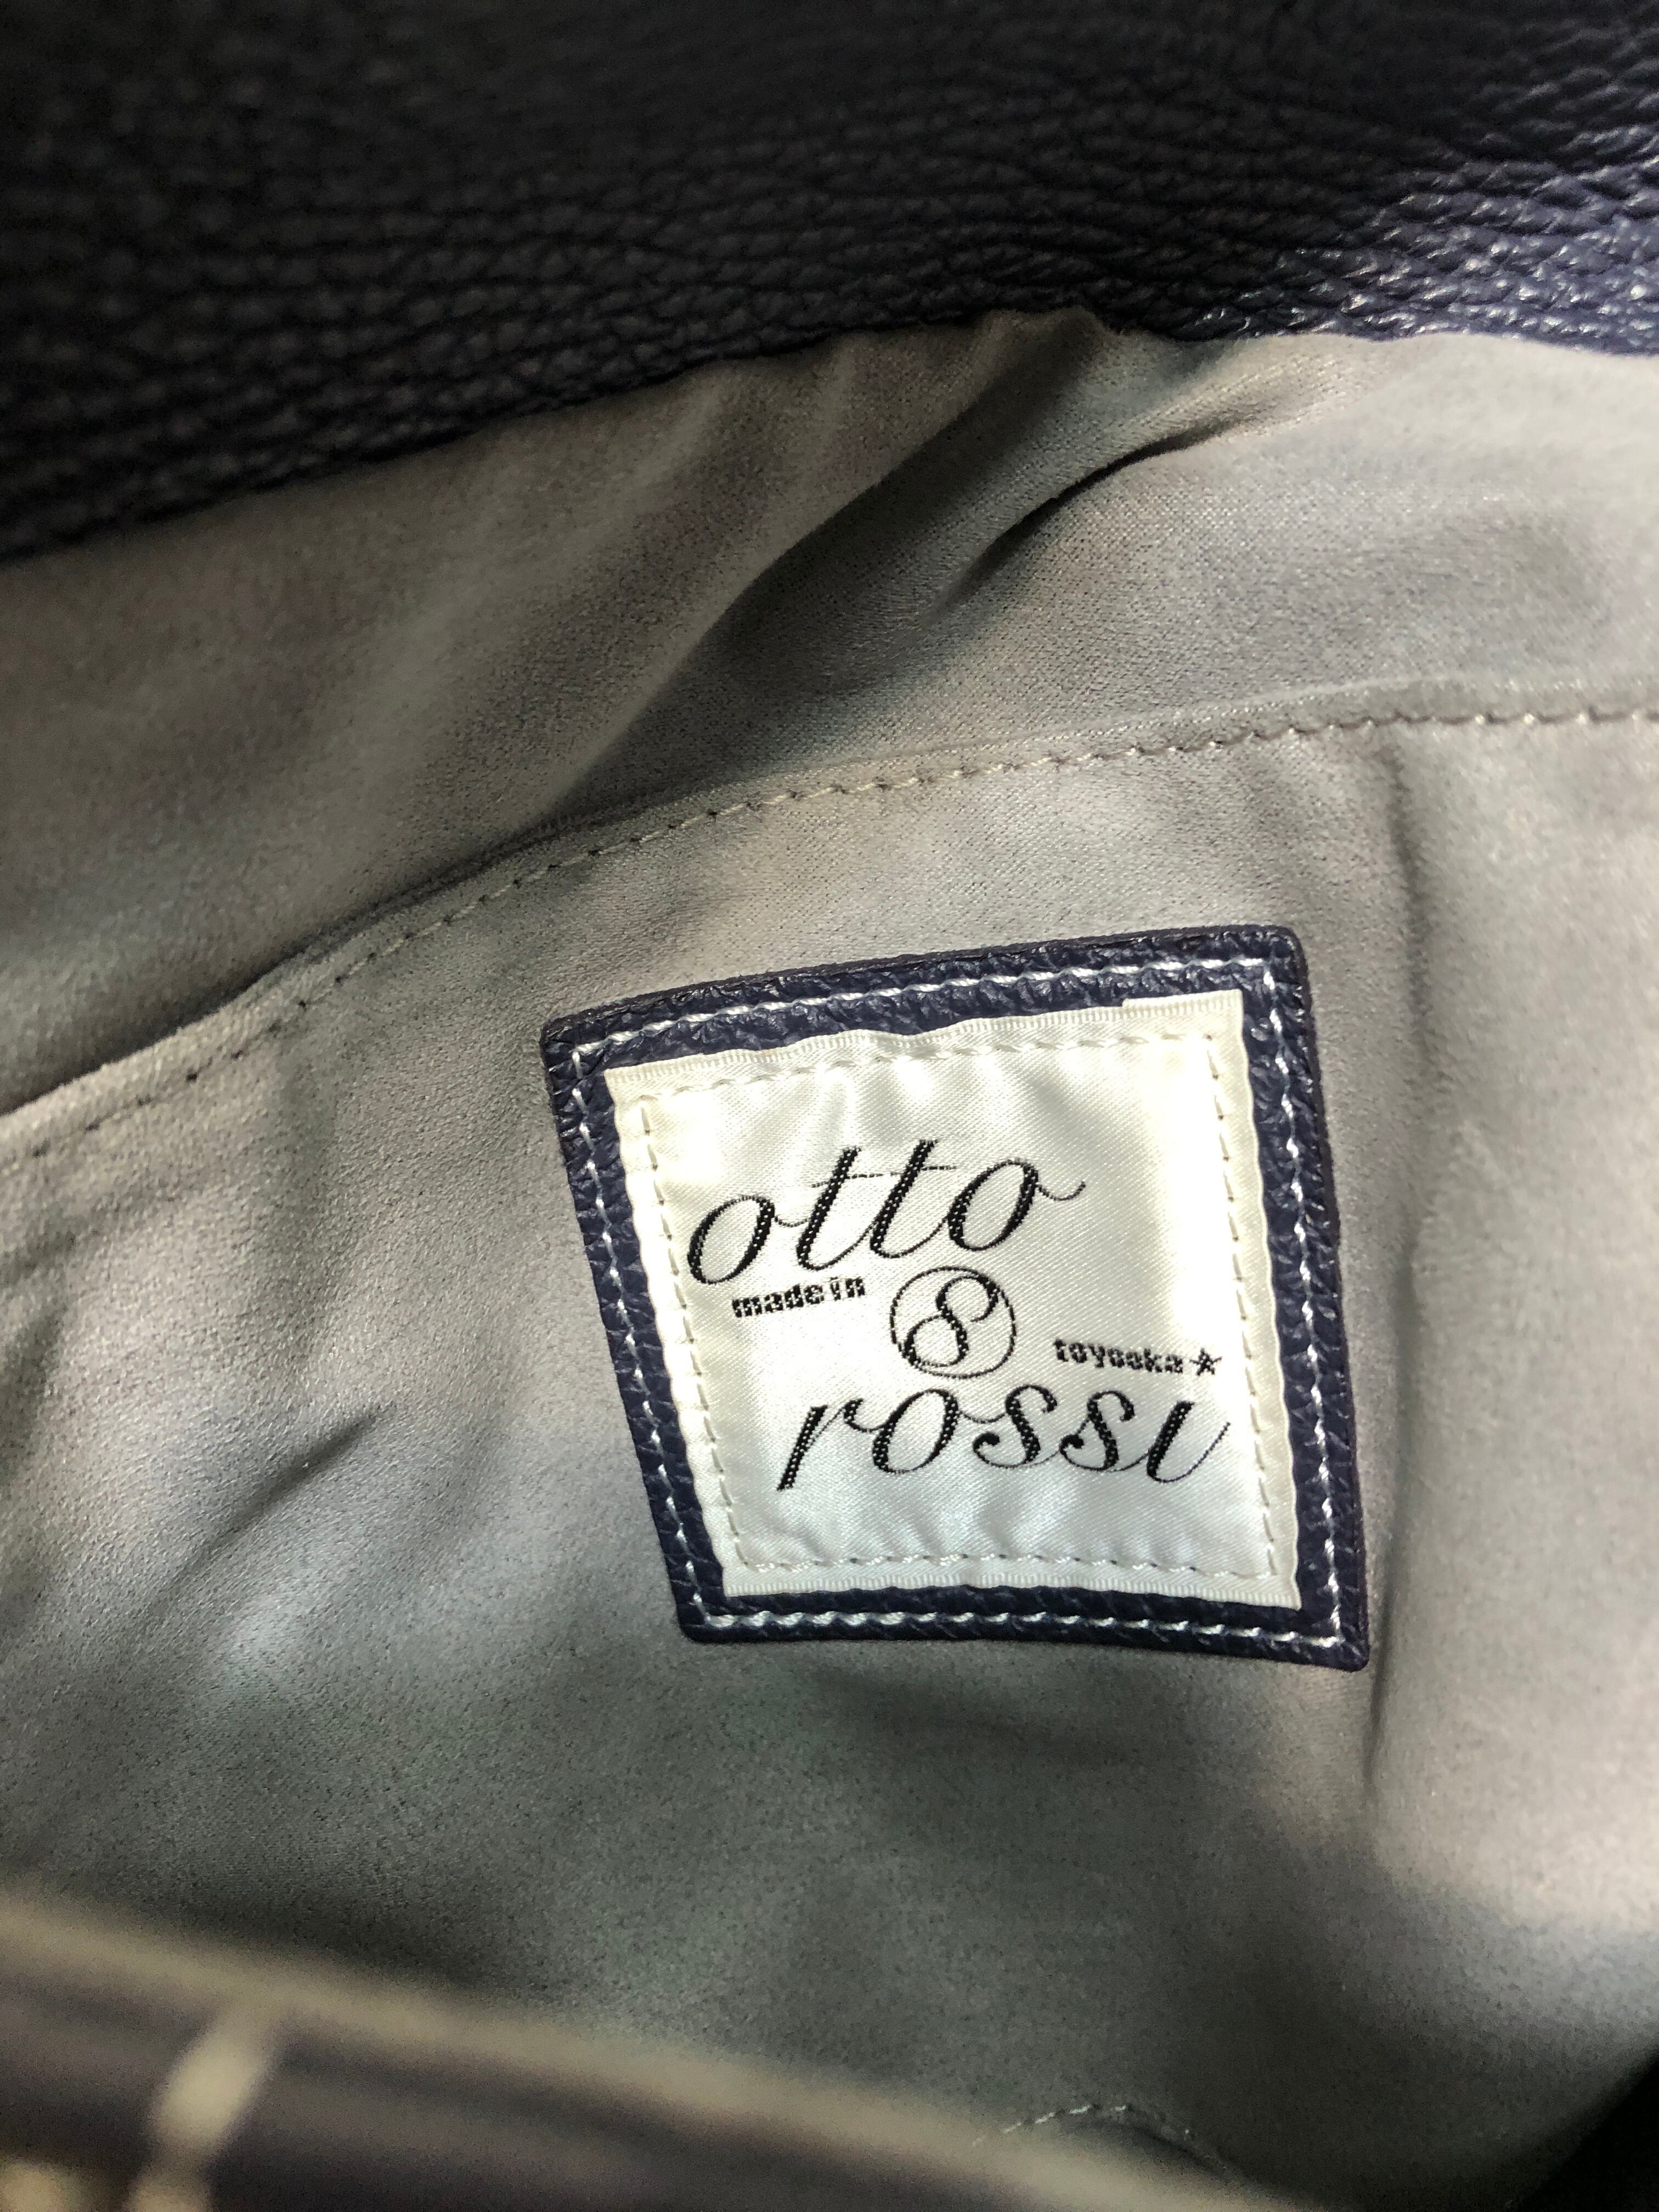 otto
made in
8
toyooka★
rossi